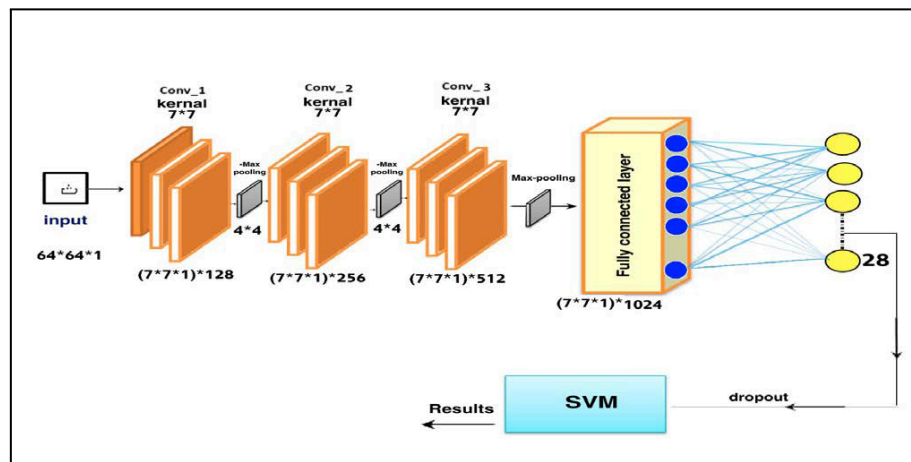 Conv_1
kernal
7*7
Conv_2
kernal
7*7
Conv_3
kernal
7*7
-Max
pooling
-Max
pooling
Max-pooling
input
64*64*1
4*4
4*4
(7*7*1)*128
(7*7*1)*256
(7*7*1)*512
Fully connected layer
(7*7*1)*1024
28
SVM
dropout
Results